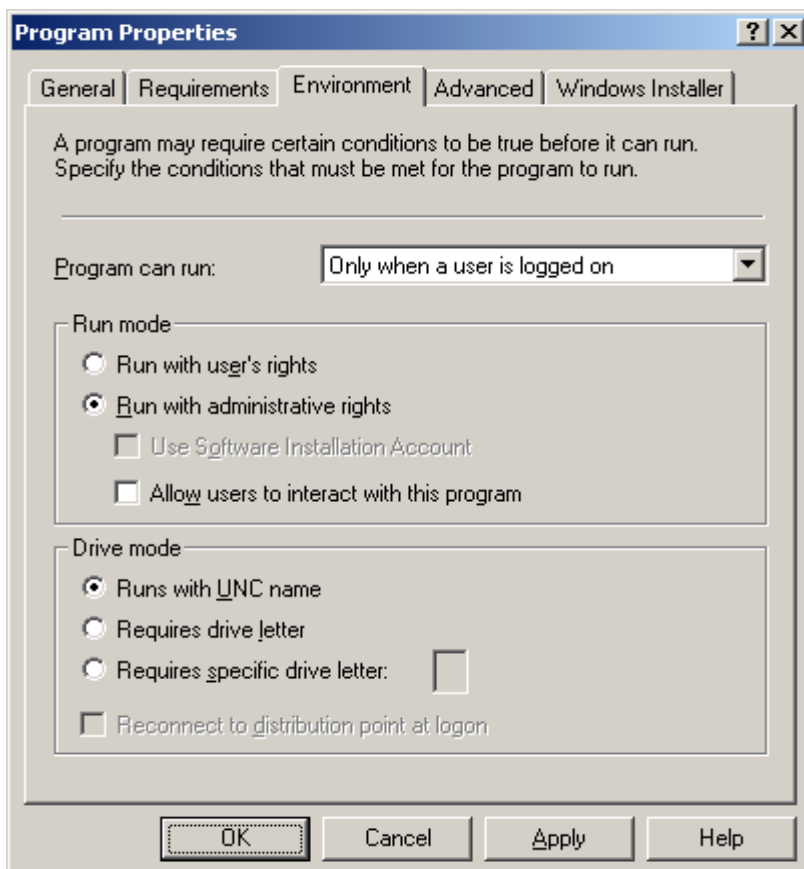 Program Properties
General Requirements Environment Advanced Windows Installer
A program may require certain conditions to be true before it can run.
Specify the conditions that must be met for the program to run.
Program can run: Only when a user is logged on
Run mode
Run with user's rights
Run with administrative rights
Use Software Installation Account
Allow users to interact with this program
Drive mode
Runs with UNC name
Requires drive letter
Requires specific drive letter:
Reconnect to distribution point at logon
OK Cancel Apply Help